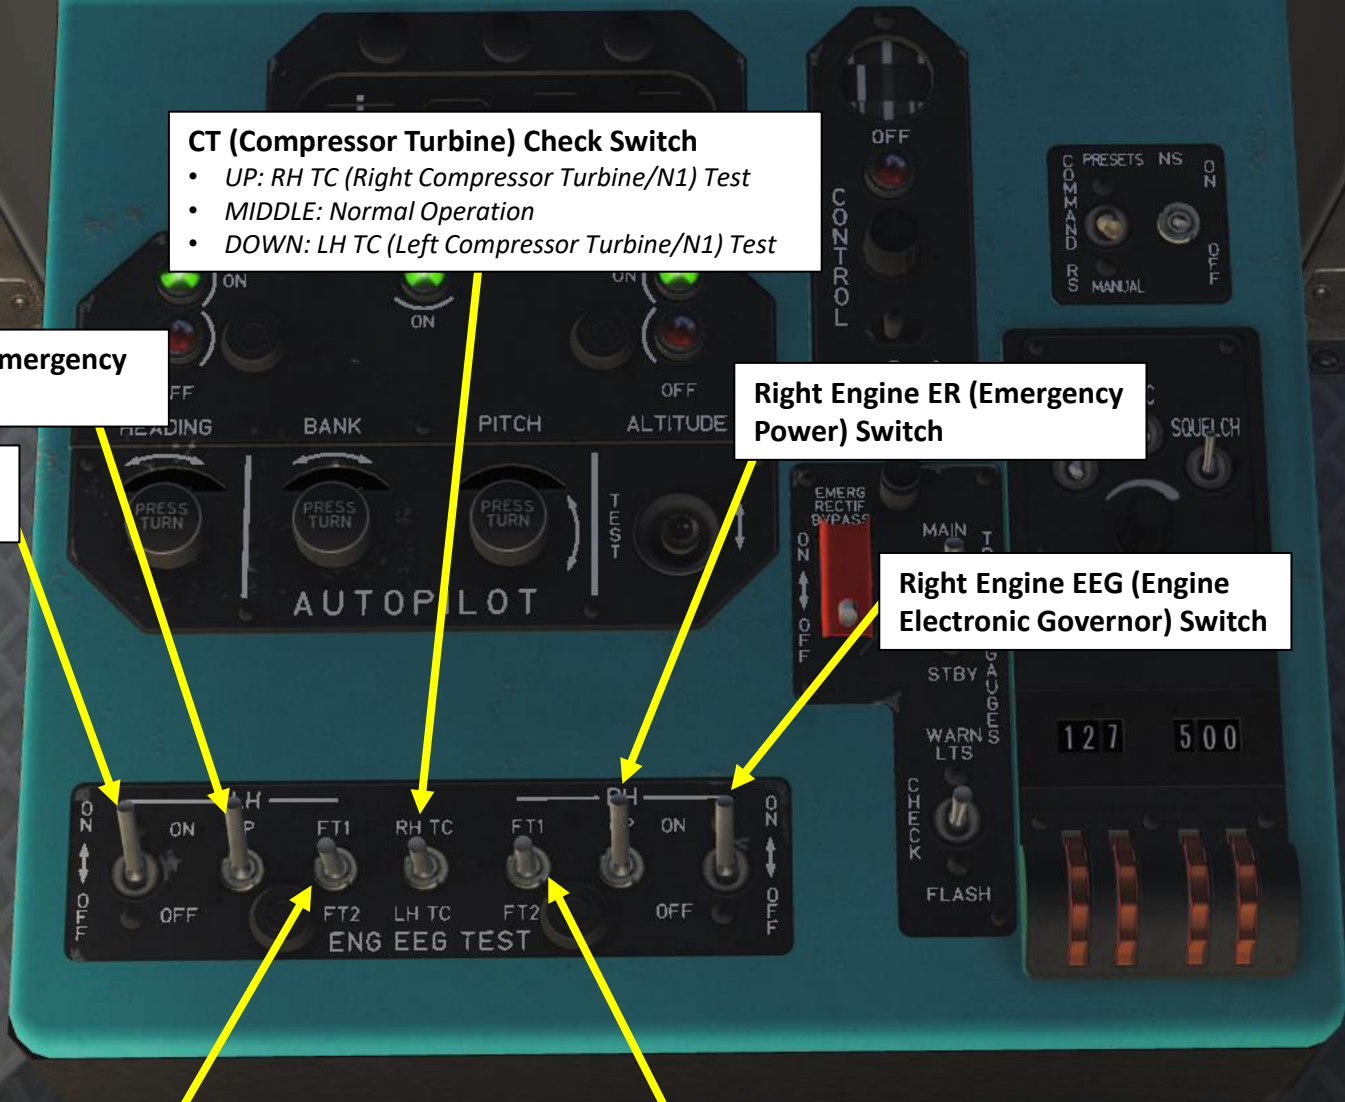 CT (Compressor Turbine) Check Switch
• UP: RH TC (Right Compressor Turbine/N1) Test
• MIDDLE: Normal Operation
• DOWN: LH TC (Left Compressor Turbine/N1) Test
OFF
CONTROL
PRESETS NS
COMMAND RS
ON
OFF
MANUAL
ON
ON
ON
mergency
FF
OFF
HEADING
BANK
PITCH
ALTITUDE
Right Engine ER (Emergency
Power) Switch
SQUELCH
PRESS
TURN
PRESS
TURN
PRESS
TURN
TEST
AUTOPILOT
EMERG
RECTIF
BYPASS
ON
OFF
MAIN
Right Engine EEG (Engine
Electronic Governor) Switch
STBY
GAUGES
WARN
LTS
CHECK
FLASH
127 500
LH
RH
ON
OFF
ON
P
FT1
RH TC
FT1
P
ON
ON
OFF
OFF
FT2
LH TC
FT2
OFF
ENG EEG TEST